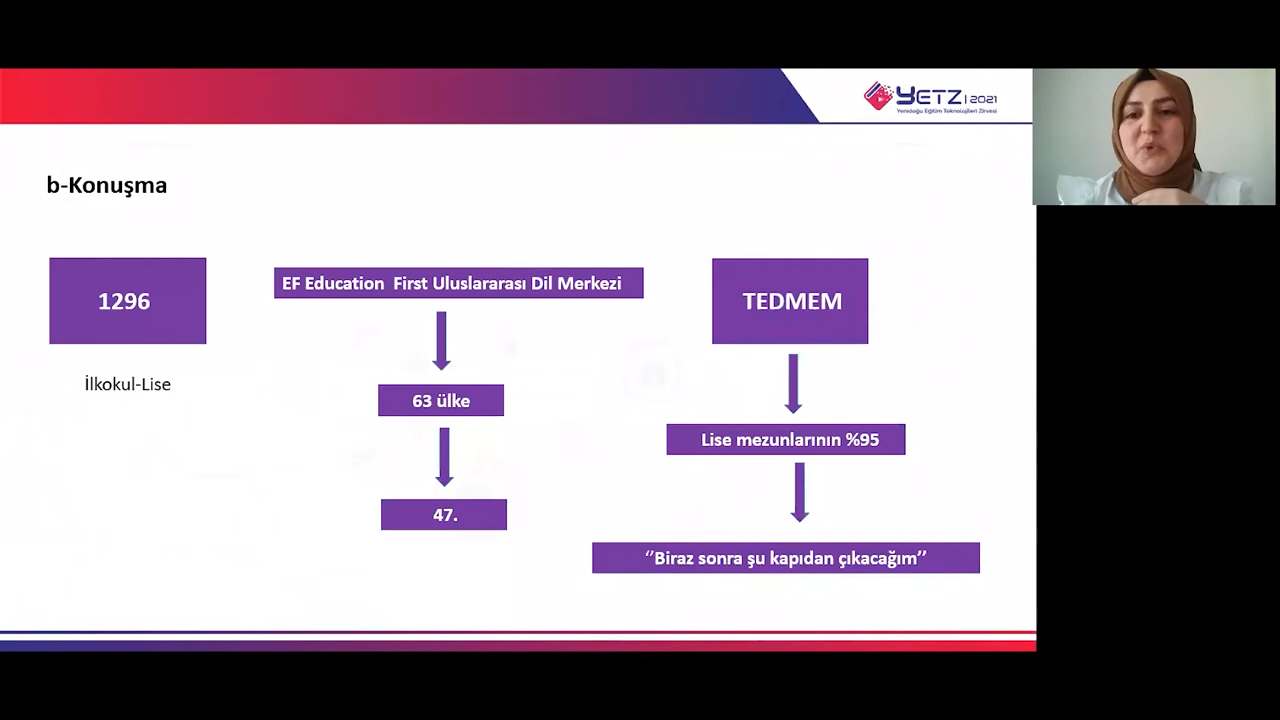 YETZ | 2021
Yenidoğu Eğitim Teknolojileri Zirvesi
b-Konuşma
1296
İlkokul-Lise
EF Education First Uluslararası Dil Merkezi
63 ülke
47.
TEDMEM
Lise mezunlarının %95
‘’Biraz sonra şu kapıdan çıkacağım’’